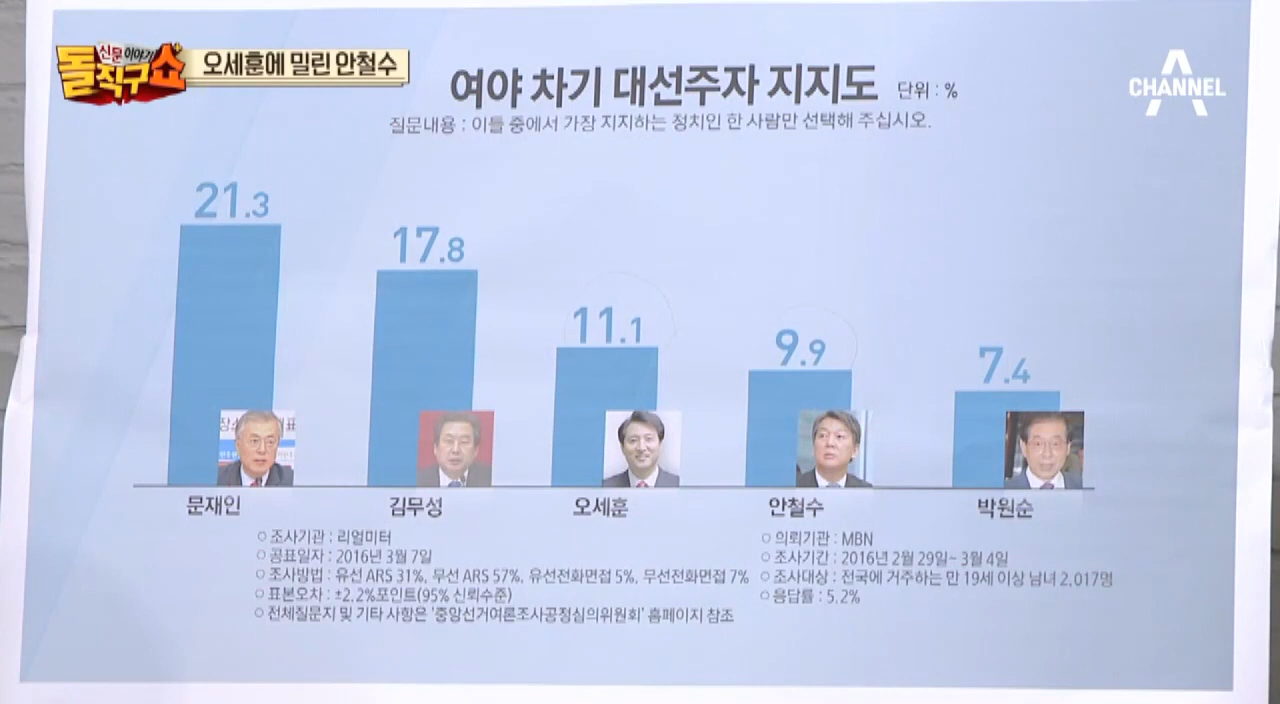 신문이야기
돌직구쇼
오세훈에 밀린 안철수
CHANNEL A
여야 차기 대선주자 지지도 단위 : %
질문내용 : 이들 중에서 가장 지지하는 정치인 한 사람만 선택해 주십시오.
21.3
17.8
11.1
9.9
7.4
문재인 김무성 오세훈 안철수 박원순
○ 조사기관 : 리얼미터
○ 공표일자 : 2016년 3월 7일
○ 조사방법 : 유선 ARS 31%, 무선 ARS 57%, 유선전화면접 5%, 무선전화면접 7%
○ 표본오차 : ±2.2%포인트(95% 신뢰수준)
○ 전체질문지 및 기타 사항은 '중앙선거여론조사공정심의위원회' 홈페이지 참조
○ 의뢰기관 : MBN
○ 조사기간 : 2016년 2월 29일~ 3월 4일
○ 조사대상 : 전국에 거주하는 만 19세 이상 남녀 2,017명
○ 응답률 : 5.2%